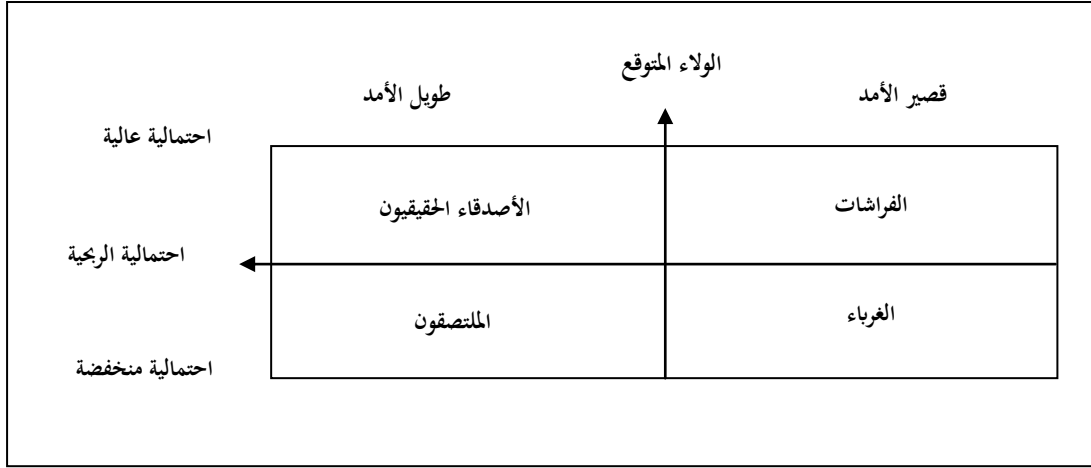 الولاء المتوقع
قصير الأمد
طويل الأمد
احتمالية عالية
الفراشات
الأصدقاء الحقيقيون
احتمالية الربحية
الغرباء
الملتصقون
احتمالية منخفضة